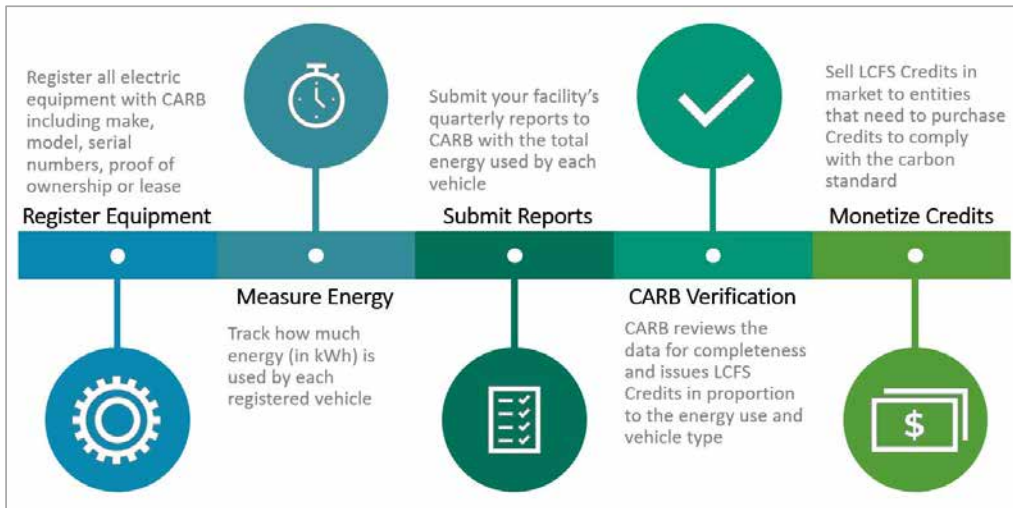 Register all electric
equipment with CARB
including make,
model, serial
numbers, proof of
ownership or lease
Register Equipment
Measure Energy
Track how much
energy (in kWh) is
used by each
registered vehicle
Submit your facility's
quarterly reports to
CARB with the total
energy used by each
vehicle
Submit Reports
CARB Verification
CARB reviews the
data for completeness
and issues LCFS
Credits in proportion
to the energy use and
vehicle type
Sell LCFS Credits in
market to entities
that need to purchase
Credits to comply
with the carbon
standard
Monetize Credits
$